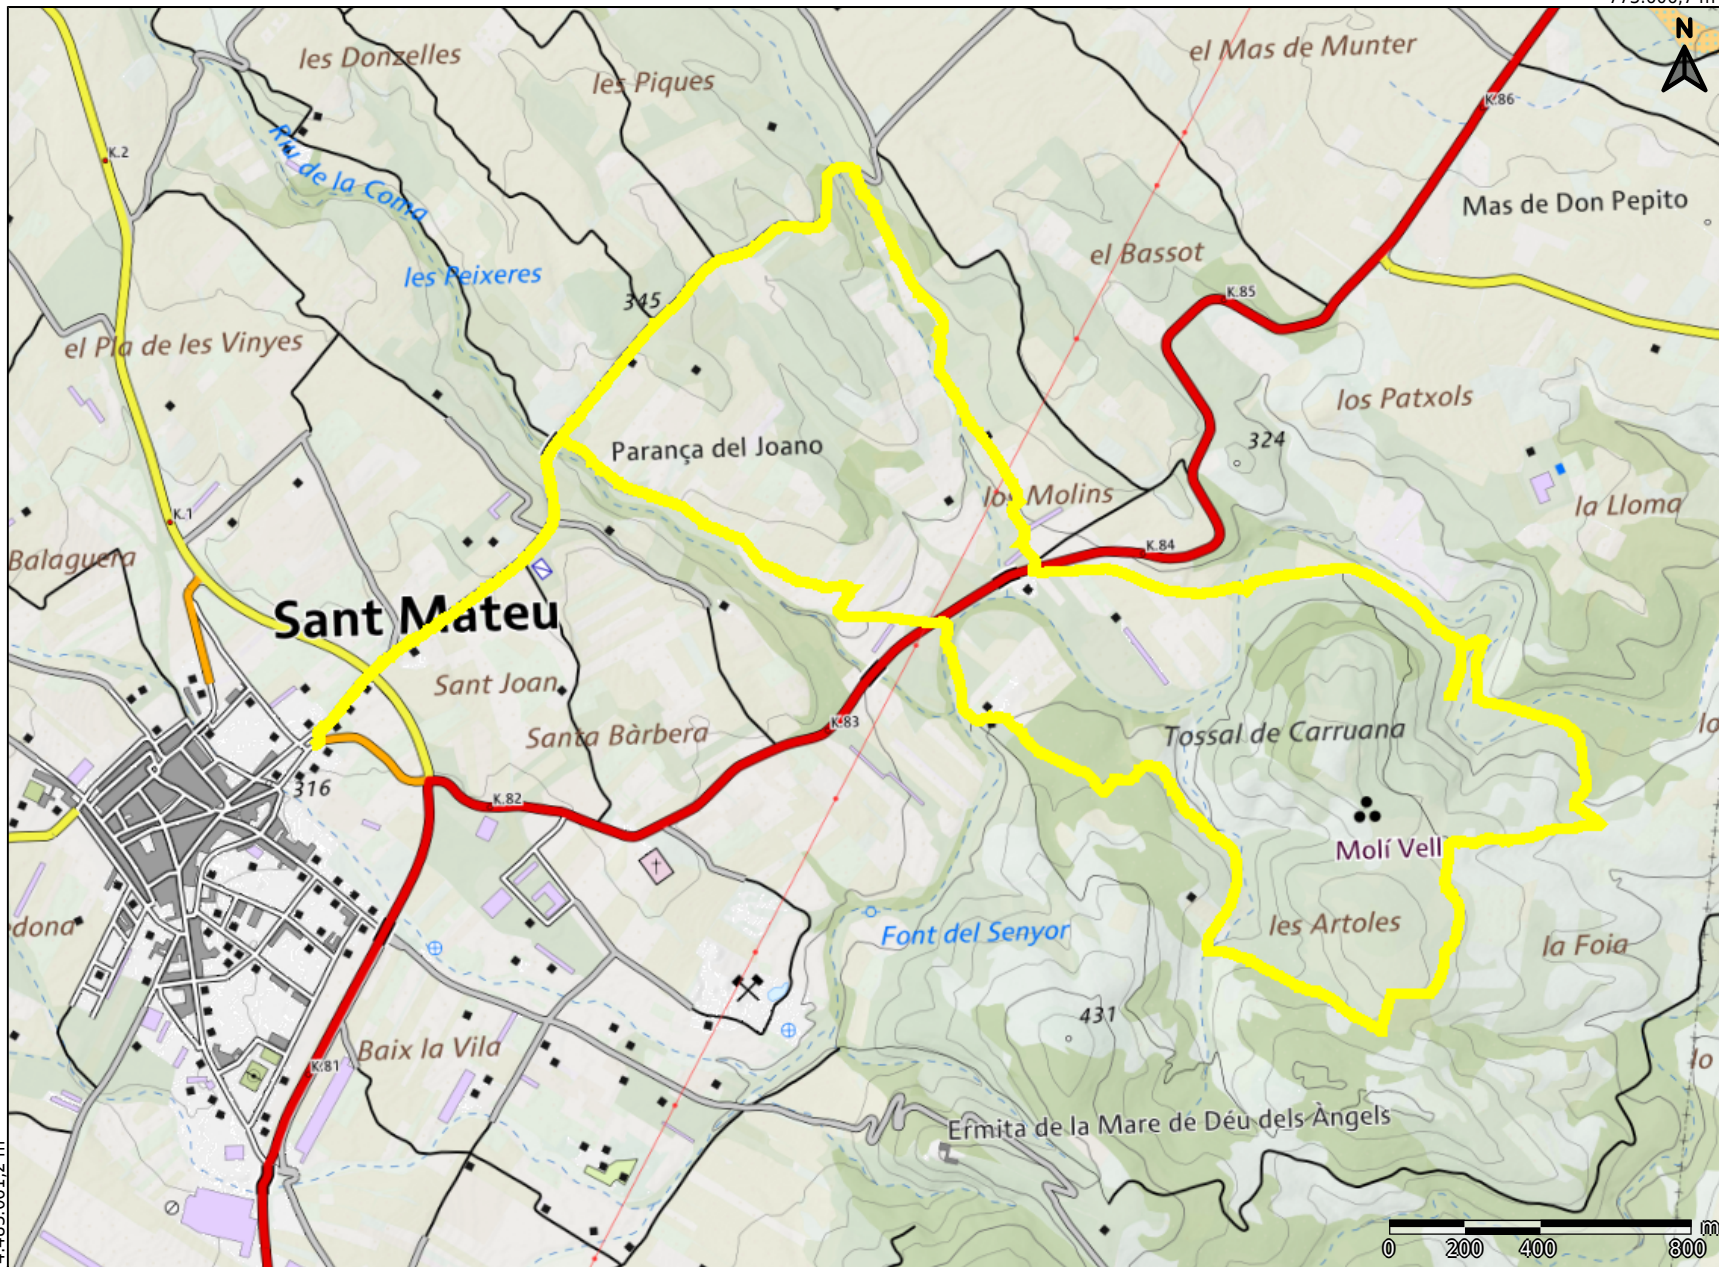 N
les Donzelles
les Piques
el Mas de Munter
K.86
K.2
Riu de la Coma
Mas de Don Pepito
les Peixeres
el Bassot
345
K.85
el Pla de les Vinyes
los Patxols
Parança del Joano
324
K.1
los Molins
la Lloma
Balaguera
K.84
Sant Mateu
Sant Joan
Santa Bàrbera
K.83
Tossal de Carruana
316
K.82
Molí Vell
dona
Font del Senyor
les Artoles
la Foia
431
Baix la Vila
K.81
lo
Ermita de la Mare de Déu dels Àngels
m
0 200 400 800